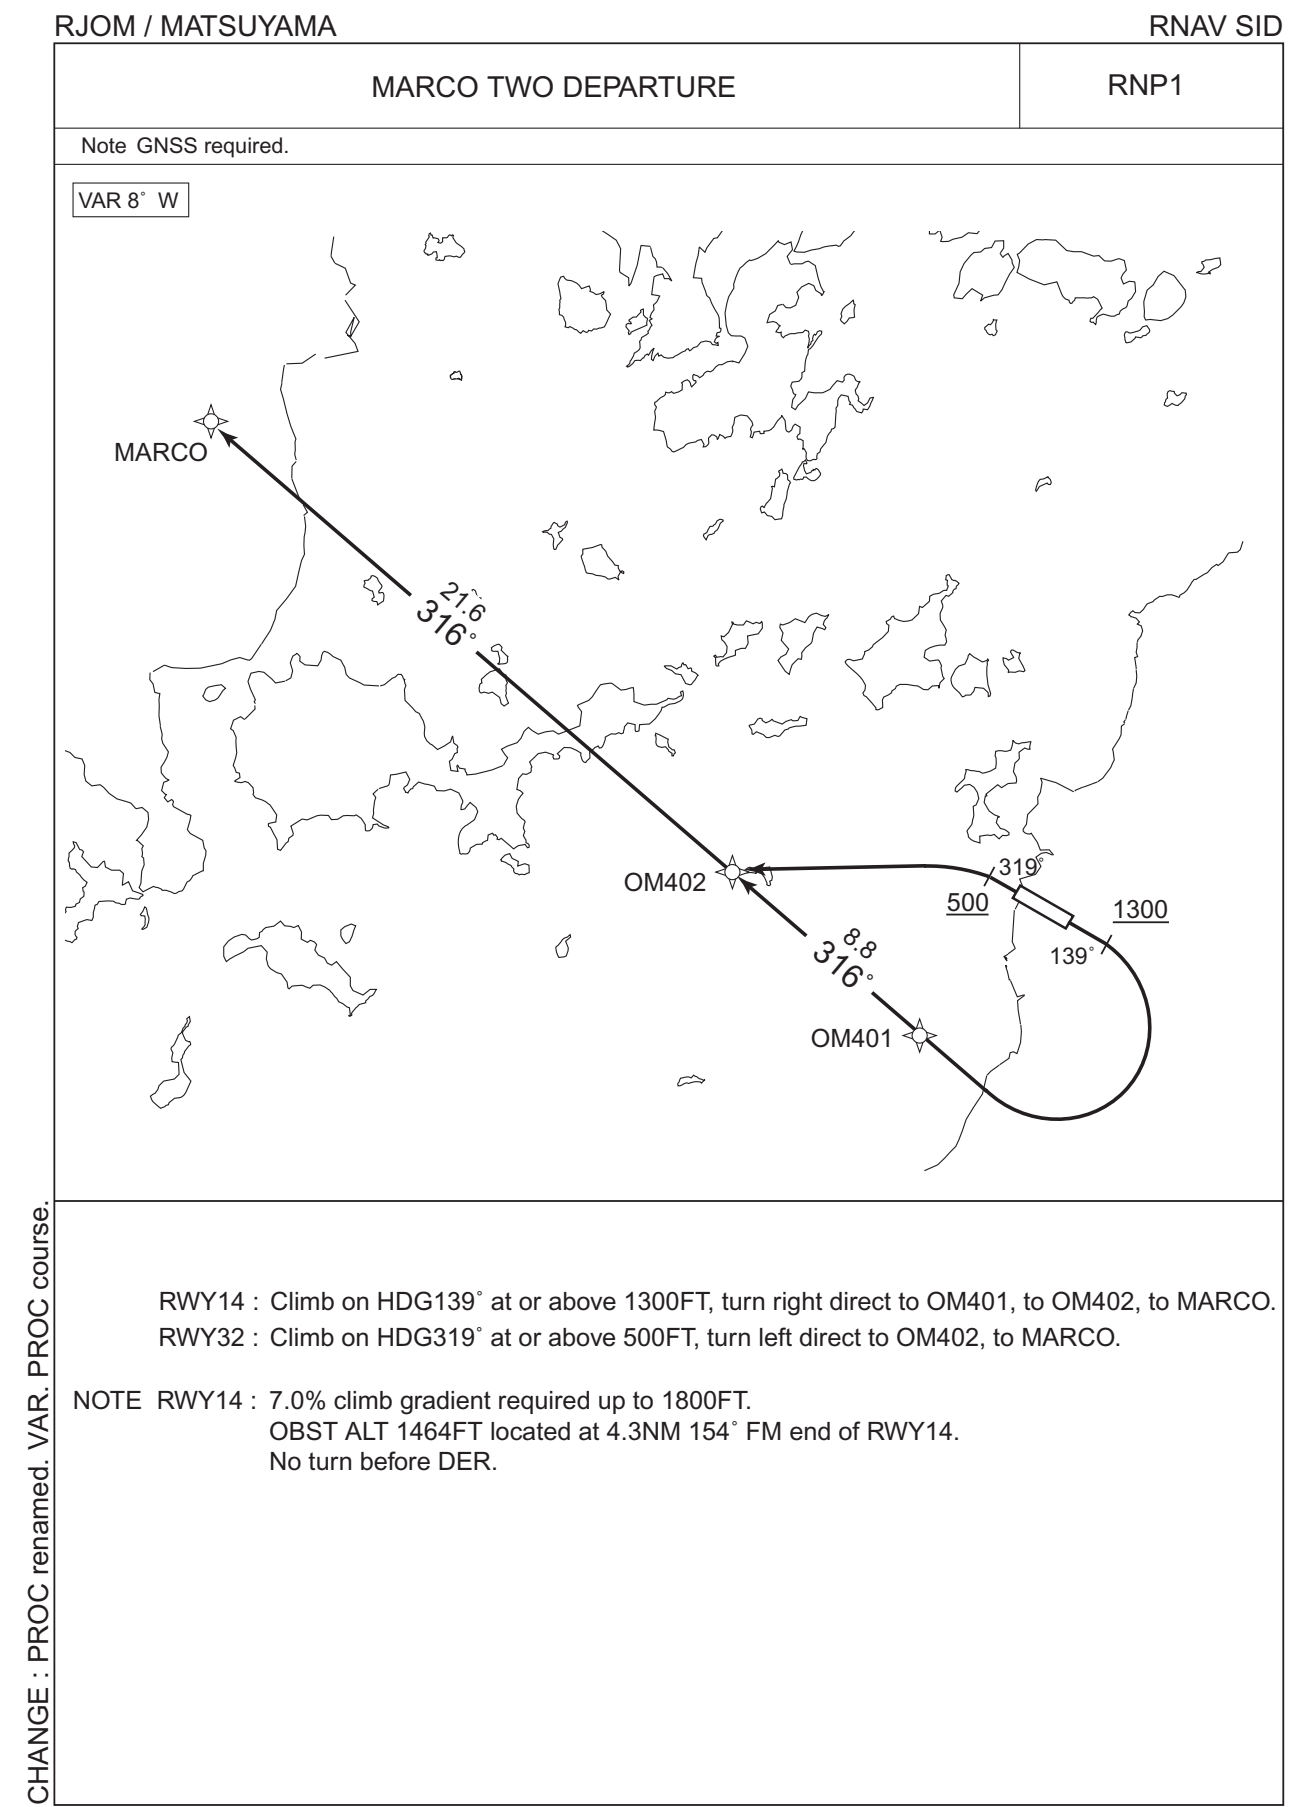 RJOM / MATSUYAMA
RNAV SID
MARCO TWO DEPARTURE
RNP1
Note GNSS required.
VAR 8˚ W
MARCO
21.6
316˚
OM402
319˚
500
1300
139˚
8.8
316˚
OM401
RWY14 : Climb on HDG139˚ at or above 1300FT, turn right direct to OM401, to OM402, to MARCO.
RWY32 : Climb on HDG319˚ at or above 500FT, turn left direct to OM402, to MARCO.
NOTE RWY14 : 7.0% climb gradient required up to 1800FT.
OBST ALT 1464FT located at 4.3NM 154˚ FM end of RWY14.
No turn before DER.
CHANGE : PROC renamed. VAR. PROC course.